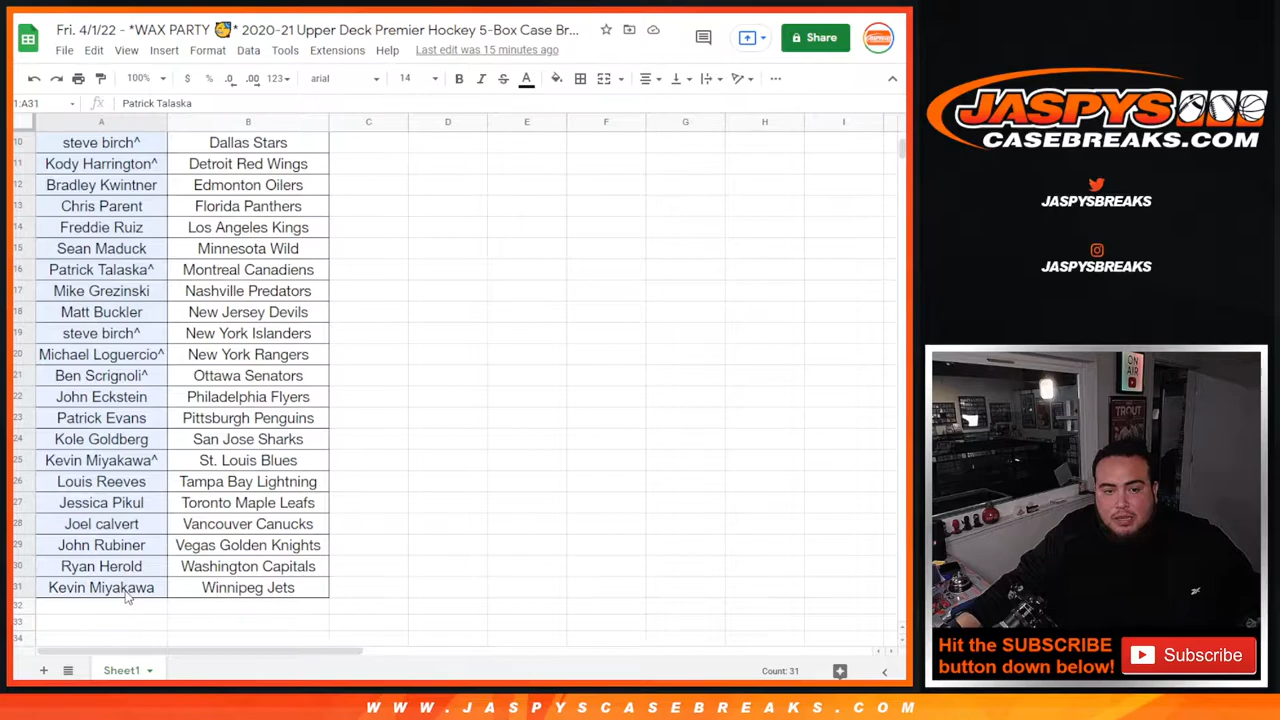 Fri. 4/1/22 - *WAX PARTY 🥳* 2020-21 Upper Deck Premier Hockey 5-Box Case Br...
File Edit View Insert Format Data Tools Extensions Help Last edit was 15 minutes ago
Share
100% $ % .0 .00 123 arial 14 B I S A
1:A31 fx Patrick Talaska
A B C D E F G H I
10 steve birch^ Dallas Stars
11 Kody Harrington^ Detroit Red Wings
12 Bradley Kwintner Edmonton Oilers
13 Chris Parent Florida Panthers
14 Freddie Ruiz Los Angeles Kings
15 Sean Maduck Minnesota Wild
16 Patrick Talaska^ Montreal Canadiens
17 Mike Grezinski Nashville Predators
18 Matt Buckler New Jersey Devils
19 steve birch^ New York Islanders
20 Michael Loguercio^ New York Rangers
21 Ben Scrignoli^ Ottawa Senators
22 John Eckstein Philadelphia Flyers
23 Patrick Evans Pittsburgh Penguins
24 Kole Goldberg San Jose Sharks
25 Kevin Miyakawa^ St. Louis Blues
26 Louis Reeves Tampa Bay Lightning
27 Jessica Pikul Toronto Maple Leafs
28 Joel calvert Vancouver Canucks
29 John Rubiner Vegas Golden Knights
30 Ryan Herold Washington Capitals
31 Kevin Miyakawa Winnipeg Jets
32
33
34
Sheet1
Count: 31
JASPYS
CASEBREAKS.COM
JASPYSBREAKS
JASPYSBREAKS
ON
AIR
TROUT
Hit the SUBSCRIBE
button down below!
Subscribe
WWW.JASPYSCASEBREAKS.COM